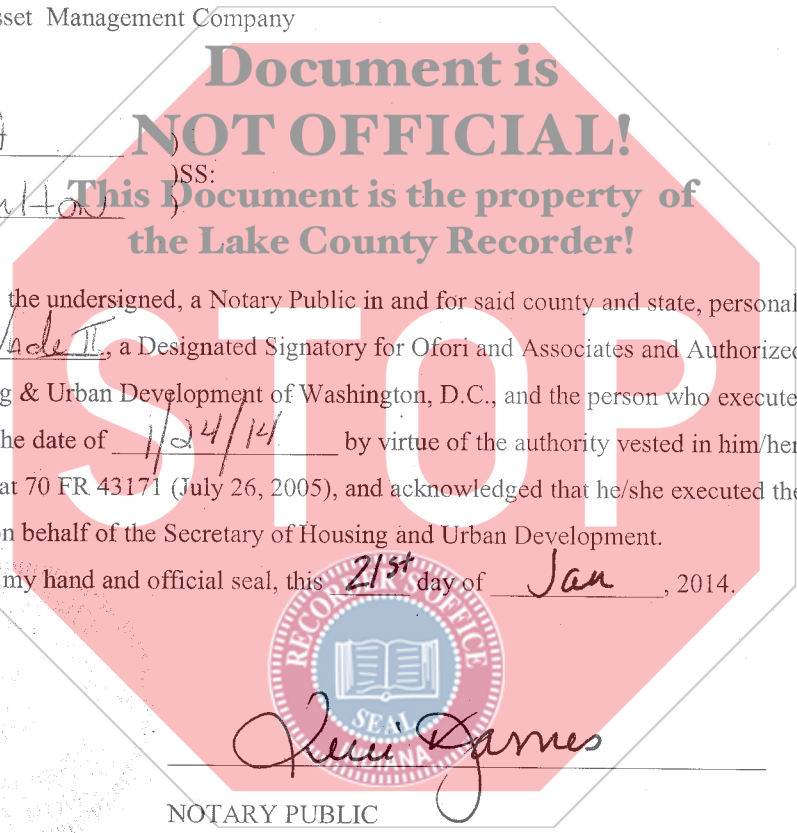 sset Management Company
Document is
NOT OFFICIAL!
)
)SS:
This Document is the property of
)
the Lake County Recorder!
the undersigned, a Notary Public in and for said county and state, personal
Ade II, a Designated Signatory for Ofori and Associates and Authorized
g & Urban Development of Washington, D.C., and the person who execute
he date of 1/24/14 by virtue of the authority vested in him/her
at 70 FR 43171 (July 26, 2005), and acknowledged that he/she executed the
n behalf of the Secretary of Housing and Urban Development.
my hand and official seal, this 21st day of Jan, 2014.
STOP
RECORDER'S OFFICE
SEAL
INDIANA
NOTARY PUBLIC